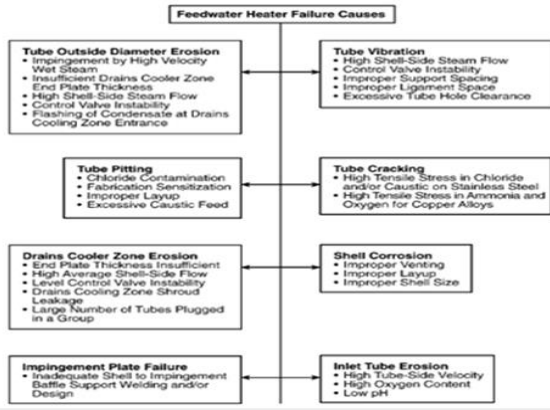 Feedwater Heater Failure Causes
Tube Outside Diameter Erosion
• Impingement by High Velocity
Wet Steam
• Insufficient Drains Cooler Zone
End Plate Thickness
• High Shell-Side Steam Flow
• Control Valve Instability
• Flashing of Condensate at Drains
Cooling Zone Entrance
Tube Vibration
• High Shell-Side Steam Flow
• Control Valve Instability
• Improper Support Spacing
• Improper Ligament Space
• Excessive Tube Hole Clearance
Tube Pitting
• Chloride Contamination
• Fabrication Sensitization
• Improper Layup
• Excessive Caustic Feed
Tube Cracking
• High Tensile Stress in Chloride
and/or Caustic on Stainless Steel
• High Tensile Stress in Ammonia and
Oxygen for Copper Alloys
Drains Cooler Zone Erosion
• End Plate Thickness Insufficient
• High Average Shell-Side Flow
• Level Control Valve Instability
• Drains Cooling Zone Shroud
Leakage
• Large Number of Tubes Plugged
in a Group
Shell Corrosion
• Improper Venting
• Improper Layup
• Improper Shell Size
Impingement Plate Failure
• Inadequate Shell to Impingement
Baffle Support Welding and/or
Design
Inlet Tube Erosion
• High Tube-Side Velocity
• High Oxygen Content
• Low pH